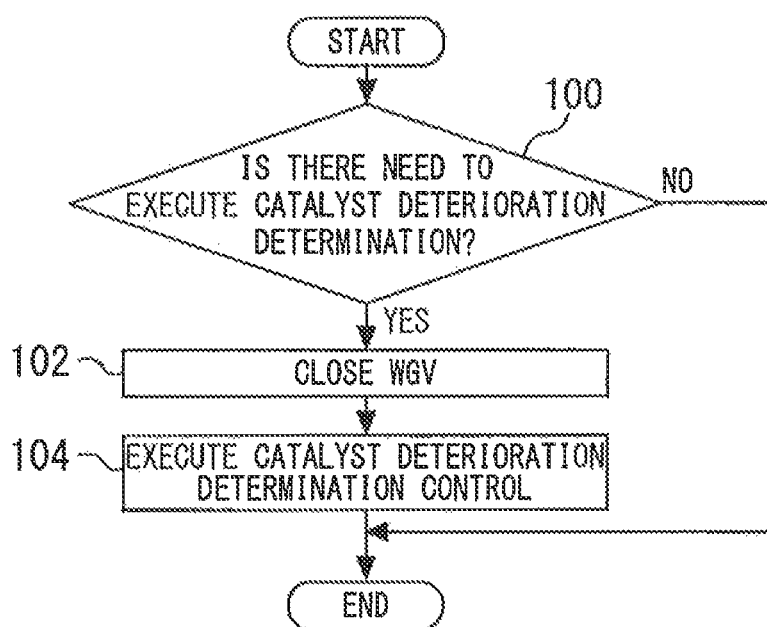 START
100
IS THERE NEED TO
EXECUTE CATALYST DETERIORATION
DETERMINATION?
NO
YES
102
CLOSE WGV
104
EXECUTE CATALYST DETERIORATION
DETERMINATION CONTROL
END